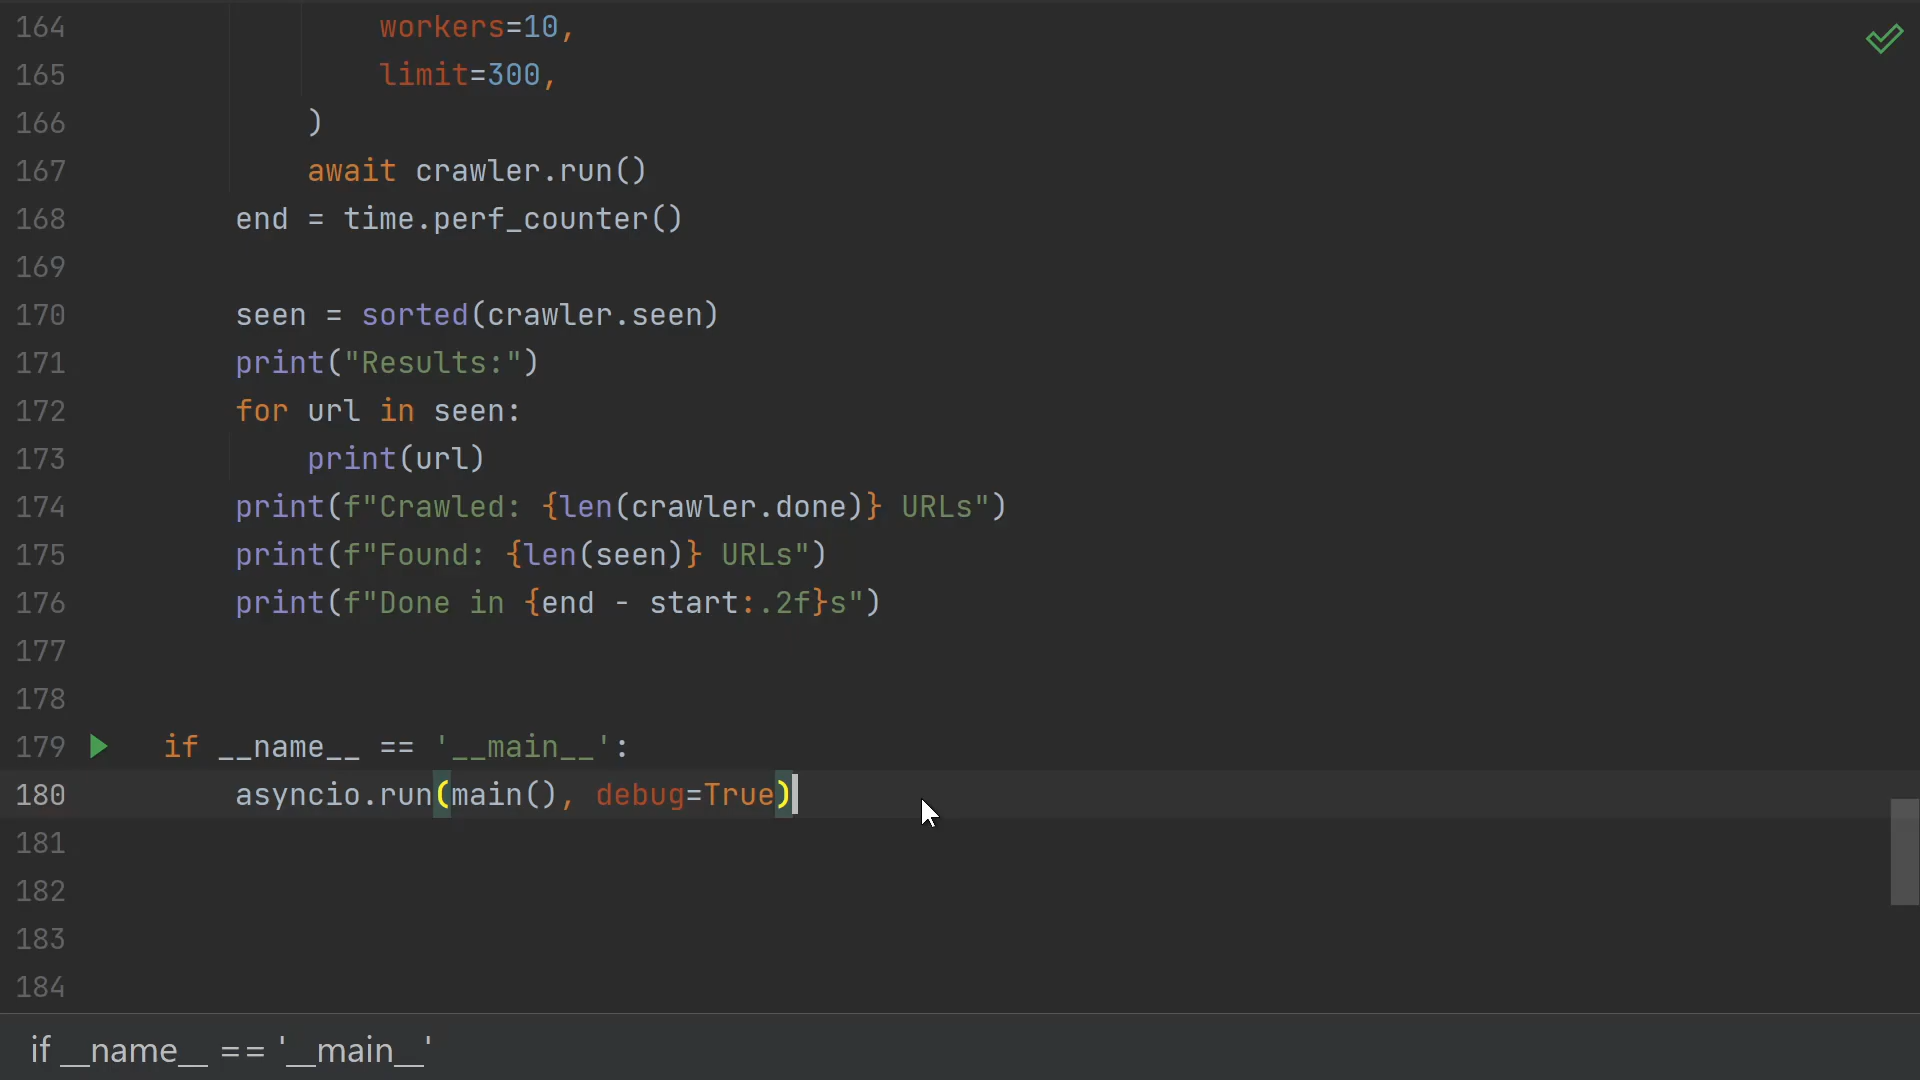 164 workers=10,
165 limit=300,
166 )
167 await crawler.run()
168 end = time.perf_counter()
169
170 seen = sorted(crawler.seen)
171 print("Results:")
172 for url in seen:
173 print(url)
174 print(f"Crawled: {len(crawler.done)} URLs")
175 print(f"Found: {len(seen)} URLs")
176 print(f"Done in {end - start:.2f}s")
177
178
179 if __name__ == '__main__':
180 asyncio.run(main(), debug=True)
181
182
183
184
if __name__ == '__main__'